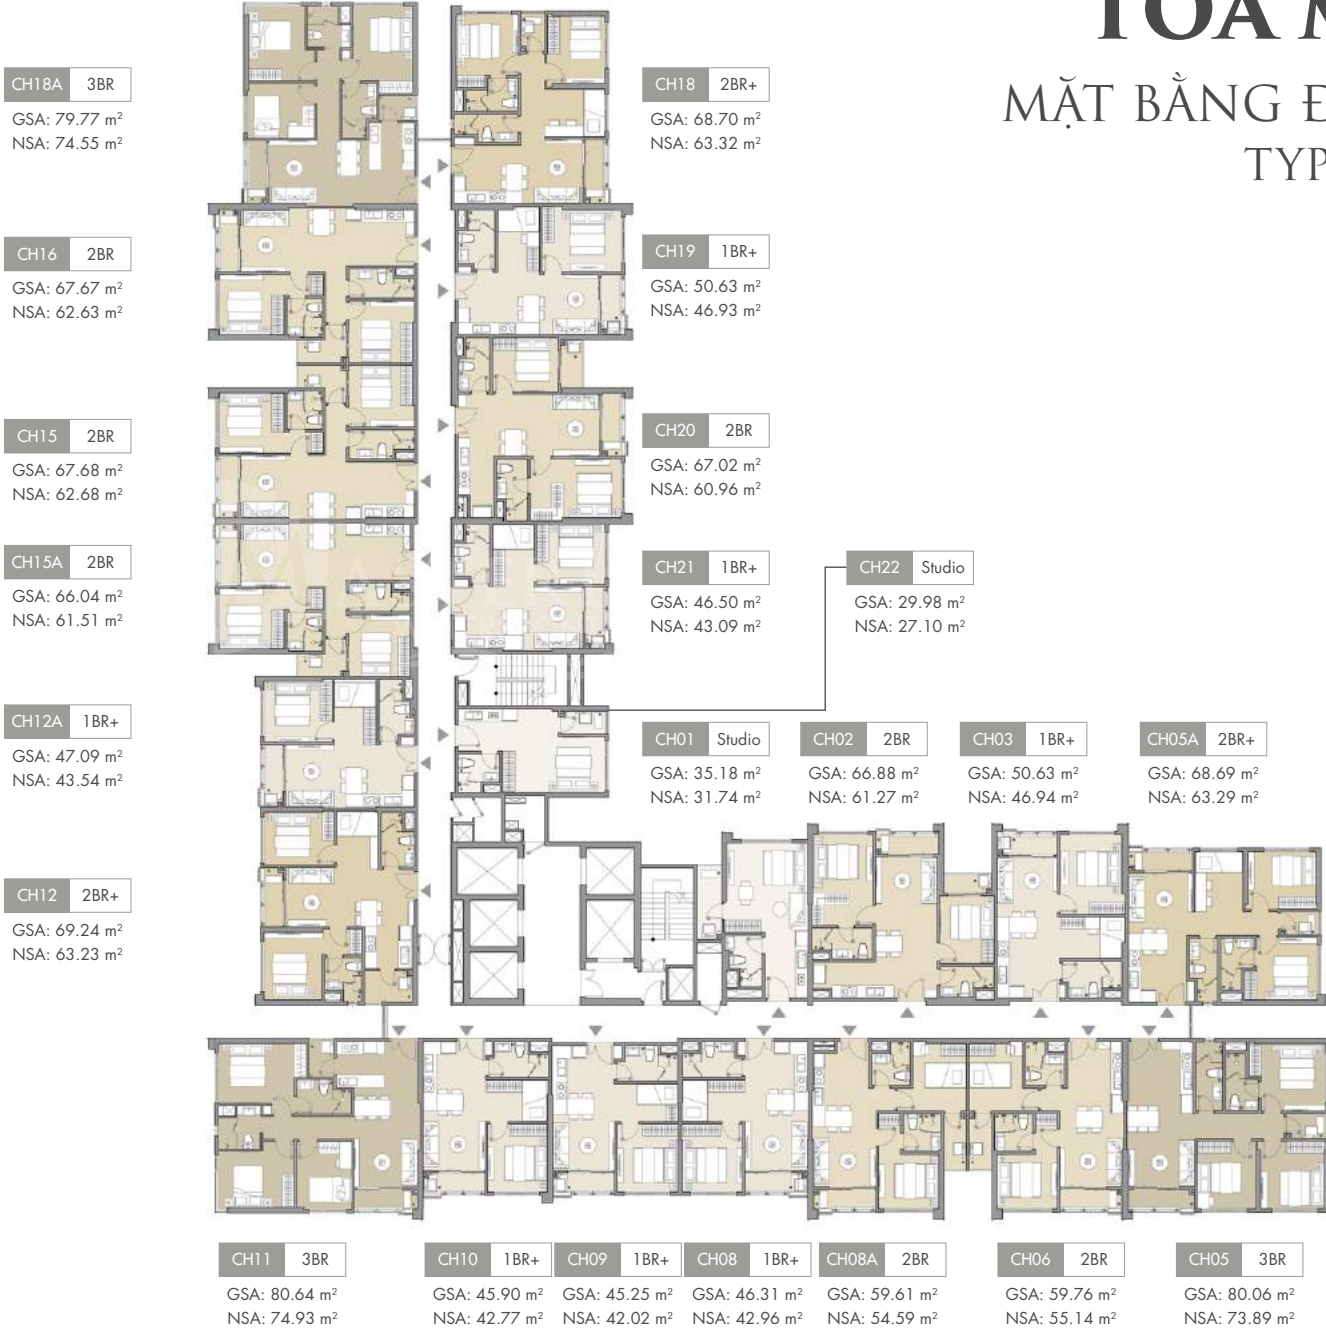 TÒA M
MẶT BẰNG Đ
TYP
CH18A 3BR
GSA: 79.77 m²
NSA: 74.55 m²
CH18 2BR+
GSA: 68.70 m²
NSA: 63.32 m²
CH16 2BR
GSA: 67.67 m²
NSA: 62.63 m²
CH19 1BR+
GSA: 50.63 m²
NSA: 46.93 m²
CH15 2BR
GSA: 67.68 m²
NSA: 62.68 m²
CH20 2BR
GSA: 67.02 m²
NSA: 60.96 m²
CH15A 2BR
GSA: 66.04 m²
NSA: 61.51 m²
CH21 1BR+
GSA: 46.50 m²
NSA: 43.09 m²
CH22 Studio
GSA: 29.98 m²
NSA: 27.10 m²
CH12A 1BR+
GSA: 47.09 m²
NSA: 43.54 m²
CH01 Studio
GSA: 35.18 m²
NSA: 31.74 m²
CH02 2BR
GSA: 66.88 m²
NSA: 61.27 m²
CH03 1BR+
GSA: 50.63 m²
NSA: 46.94 m²
CH05A 2BR+
GSA: 68.69 m²
NSA: 63.29 m²
CH12 2BR+
GSA: 69.24 m²
NSA: 63.23 m²
CH11 3BR
GSA: 80.64 m²
NSA: 74.93 m²
CH10 1BR+
GSA: 45.90 m²
NSA: 42.77 m²
CH09 1BR+
GSA: 45.25 m²
NSA: 42.02 m²
CH08 1BR+
GSA: 46.31 m²
NSA: 42.96 m²
CH08A 2BR
GSA: 59.61 m²
NSA: 54.59 m²
CH06 2BR
GSA: 59.76 m²
NSA: 55.14 m²
CH05 3BR
GSA: 80.06 m²
NSA: 73.89 m²